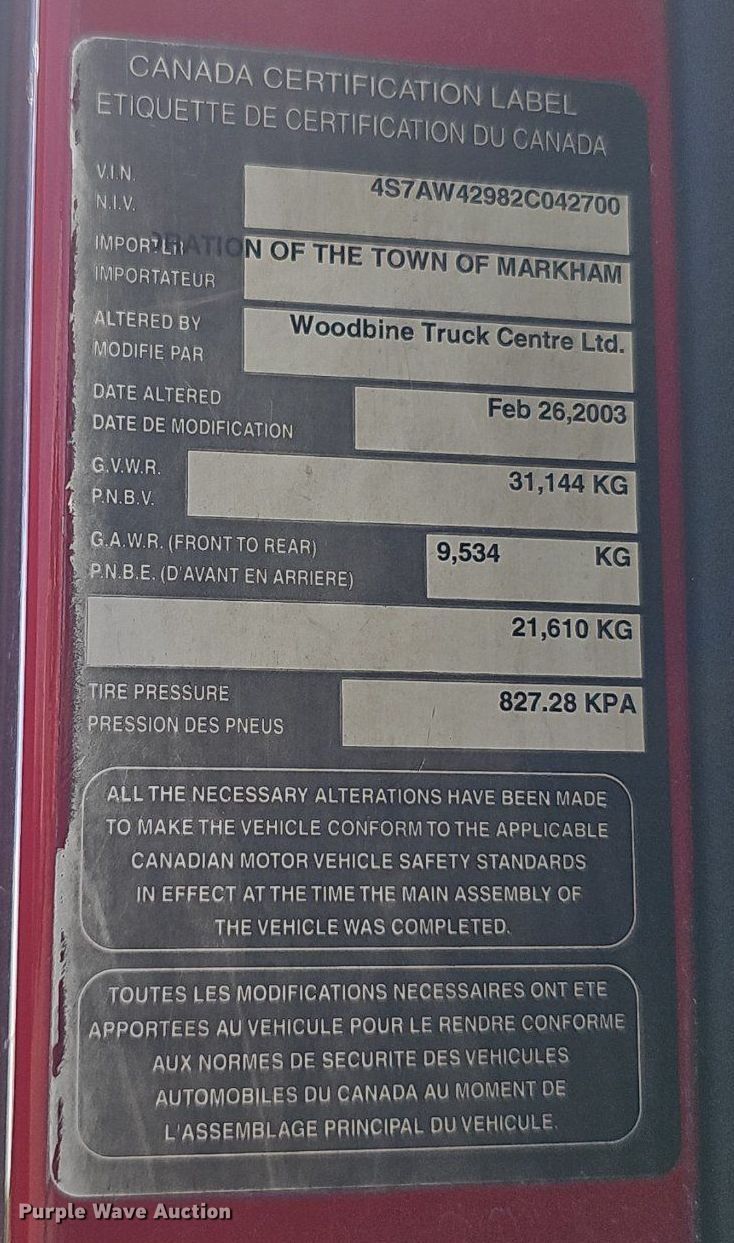 CANADA CERTIFICATION LABEL
ETIQUETTE DE CERTIFICATION DU CANADA
V.I.N.
N.I.V.
4S7AW42982C042700
IMPORTATEUR
OF THE TOWN OF MARKHAM
ALTERED BY
MODIFIE PAR
Woodbine Truck Centre Ltd.
DATE ALTERED
DATE DE MODIFICATION
Feb 26,2003
G.V.W.R.
P.N.B.V.
31,144 KG
G.A.W.R. (FRONT TO REAR)
P.N.B.E. (D'AVANT EN ARRIERE)
9,534 KG
21,610 KG
TIRE PRESSURE
PRESSION DES PNEUS
827.28 KPA
ALL THE NECESSARY ALTERATIONS HAVE BEEN MADE
TO MAKE THE VEHICLE CONFORM TO THE APPLICABLE
CANADIAN MOTOR VEHICLE SAFETY STANDARDS
IN EFFECT AT THE TIME THE MAIN ASSEMBLY OF
THE VEHICLE WAS COMPLETED.
TOUTES LES MODIFICATIONS NECESSAIRES ONT ETE
APPORTEES AU VEHICULE POUR LE RENDRE CONFORME
AUX NORMES DE SECURITE DES VEHICULES
AUTOMOBILES DU CANADA AU MOMENT DE
L'ASSEMBLAGE PRINCIPAL DU VEHICULE.
Purple Wave Auction